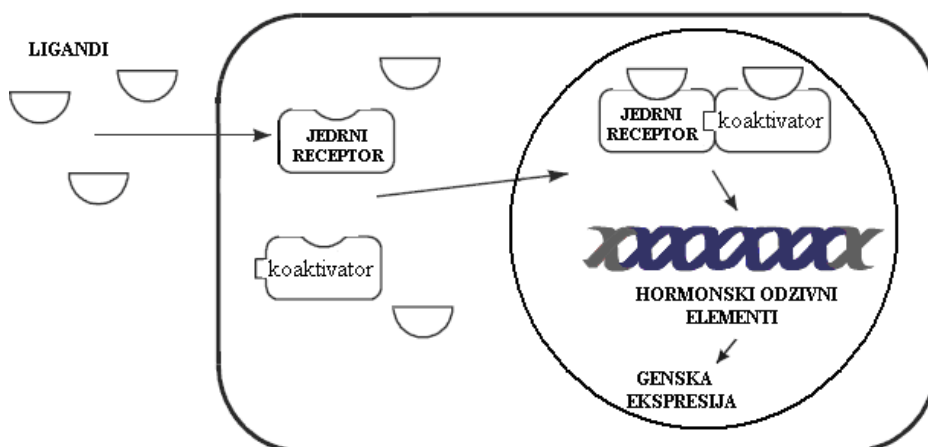 LIGANDI
JEDRNI
RECEPTOR
koaktivator
JEDRNI
RECEPTOR
koaktivator
HORMONSKI ODZIVNI
ELEMENTI
GENSKA
EKSPRESIJA